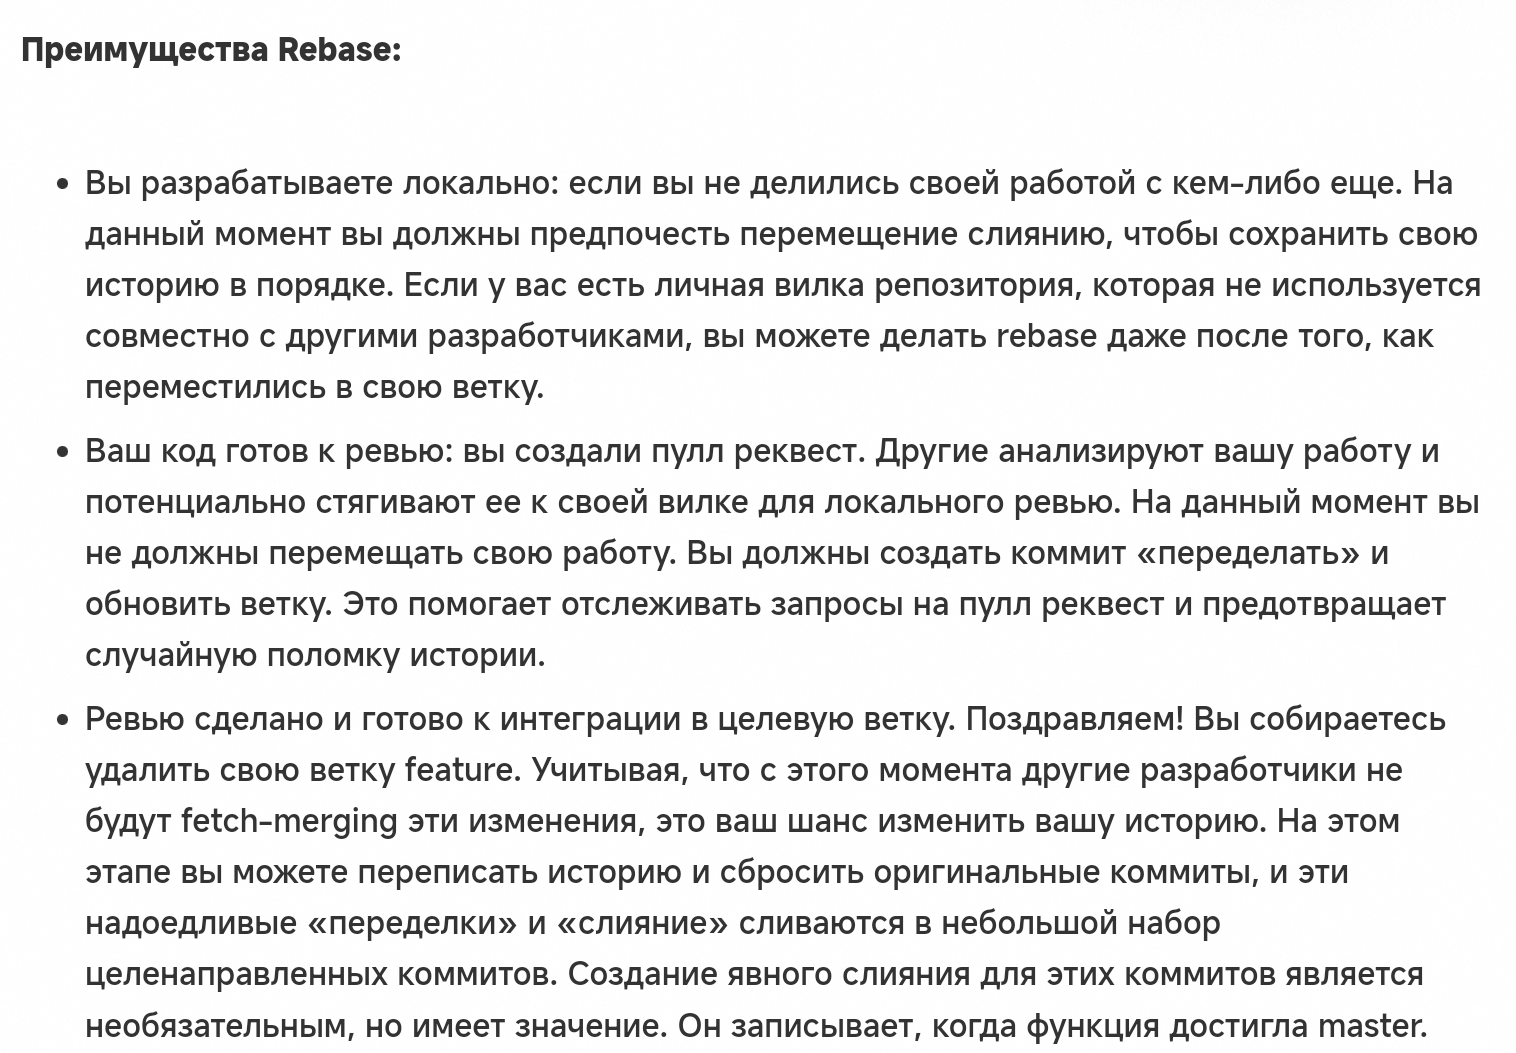 Преимущества Rebase:
• Вы разрабатываете локально: если вы не делились своей работой с кем-либо еще. На
данный момент вы должны предпочесть перемещение слиянию, чтобы сохранить свою
историю в порядке. Если у вас есть личная вилка репозитория, которая не используется
совместно с другими разработчиками, вы можете делать rebase даже после того, как
переместились в свою ветку.
• Ваш код готов к ревью: вы создали пулл реквест. Другие анализируют вашу работу и
потенциально стягивают ее к своей вилке для локального ревью. На данный момент вы
не должны перемещать свою работу. Вы должны создать коммит «переделать» и
обновить ветку. Это помогает отслеживать запросы на пулл реквест и предотвращает
случайную поломку истории.
• Ревью сделано и готово к интеграции в целевую ветку. Поздравляем! Вы собираетесь
удалить свою ветку feature. Учитывая, что с этого момента другие разработчики не
будут fetch-merging эти изменения, это ваш шанс изменить вашу историю. На этом
этапе вы можете переписать историю и сбросить оригинальные коммиты, и эти
надоедливые «переделки» и «слияние» сливаются в небольшой набор
целенаправленных коммитов. Создание явного слияния для этих коммитов является
необязательным, но имеет значение. Он записывает, когда функция достигла master.